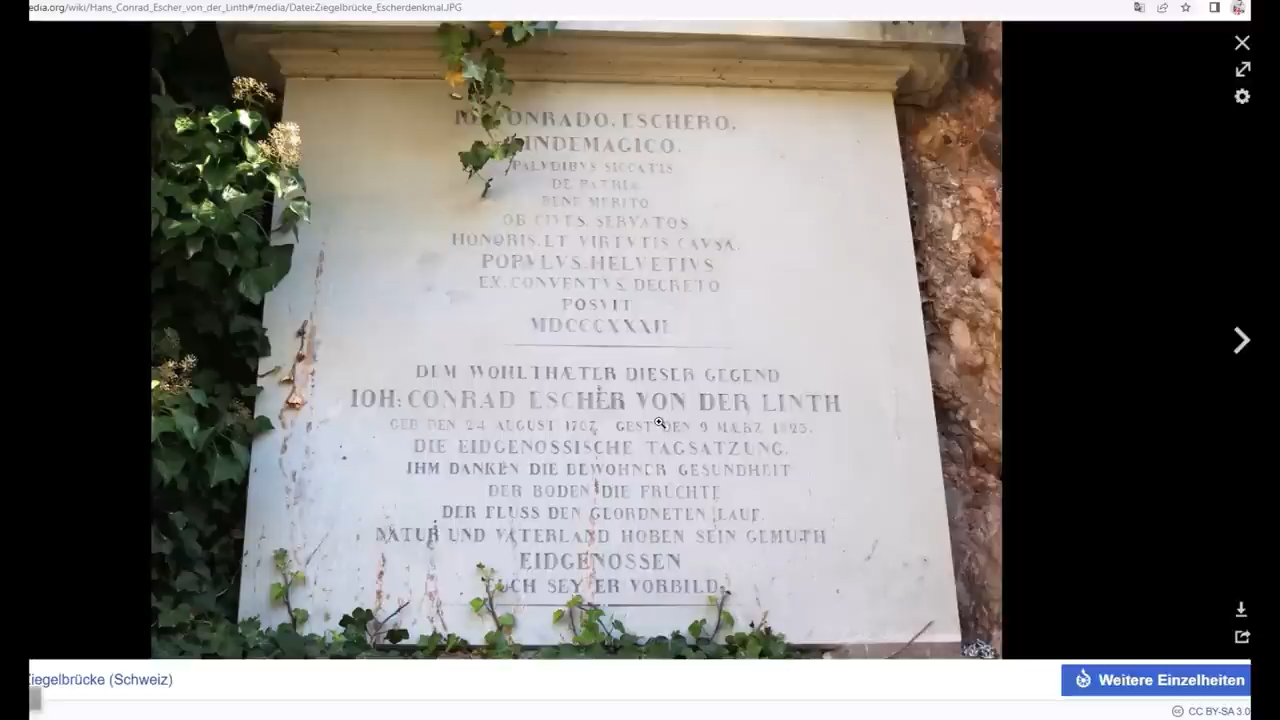 edia.org/wiki/Hans_Conrad_Escher_von_der_Linth#/media/Datei:Ziegelbrücke_Escherdenkmal.JPG
ONRADO. ESCHERO.
INDEMAGICO.
PALVDIBVS SICCATIS
DE PATRIA
BENE MERITO
OB CIVES SERVATOS
HONORIS. ET VIRTVTIS CAVSA.
POPVLVS HELVETIVS
EX. CONVENTVS DECRETO
POSVIT
MDCCCXXXII
DEM WOHLTHÆTER DIESER GEGEND
IOH: CONRAD ESCHER VON DER LINTH
GEB DEN 24 AUGUST 1767 GEST DEN 9 MÆRZ 1823.
DIE EIDGENOSSISCHE TAGSATZUNG.
IHM DANKEN DIE BEWOHNER GESUNDHEIT
DER BODEN DIE FRUCHTE
DER FLUSS DEN GEORDNETEN LAUF.
NATUR UND VATERLAND HOBEN SEIN GEMUTH
EIDGENOSSEN
EUCH SEY ER VORBILD.
Ziegelbrücke (Schweiz)
Weitere Einzelheiten
CC BY-SA 3.0